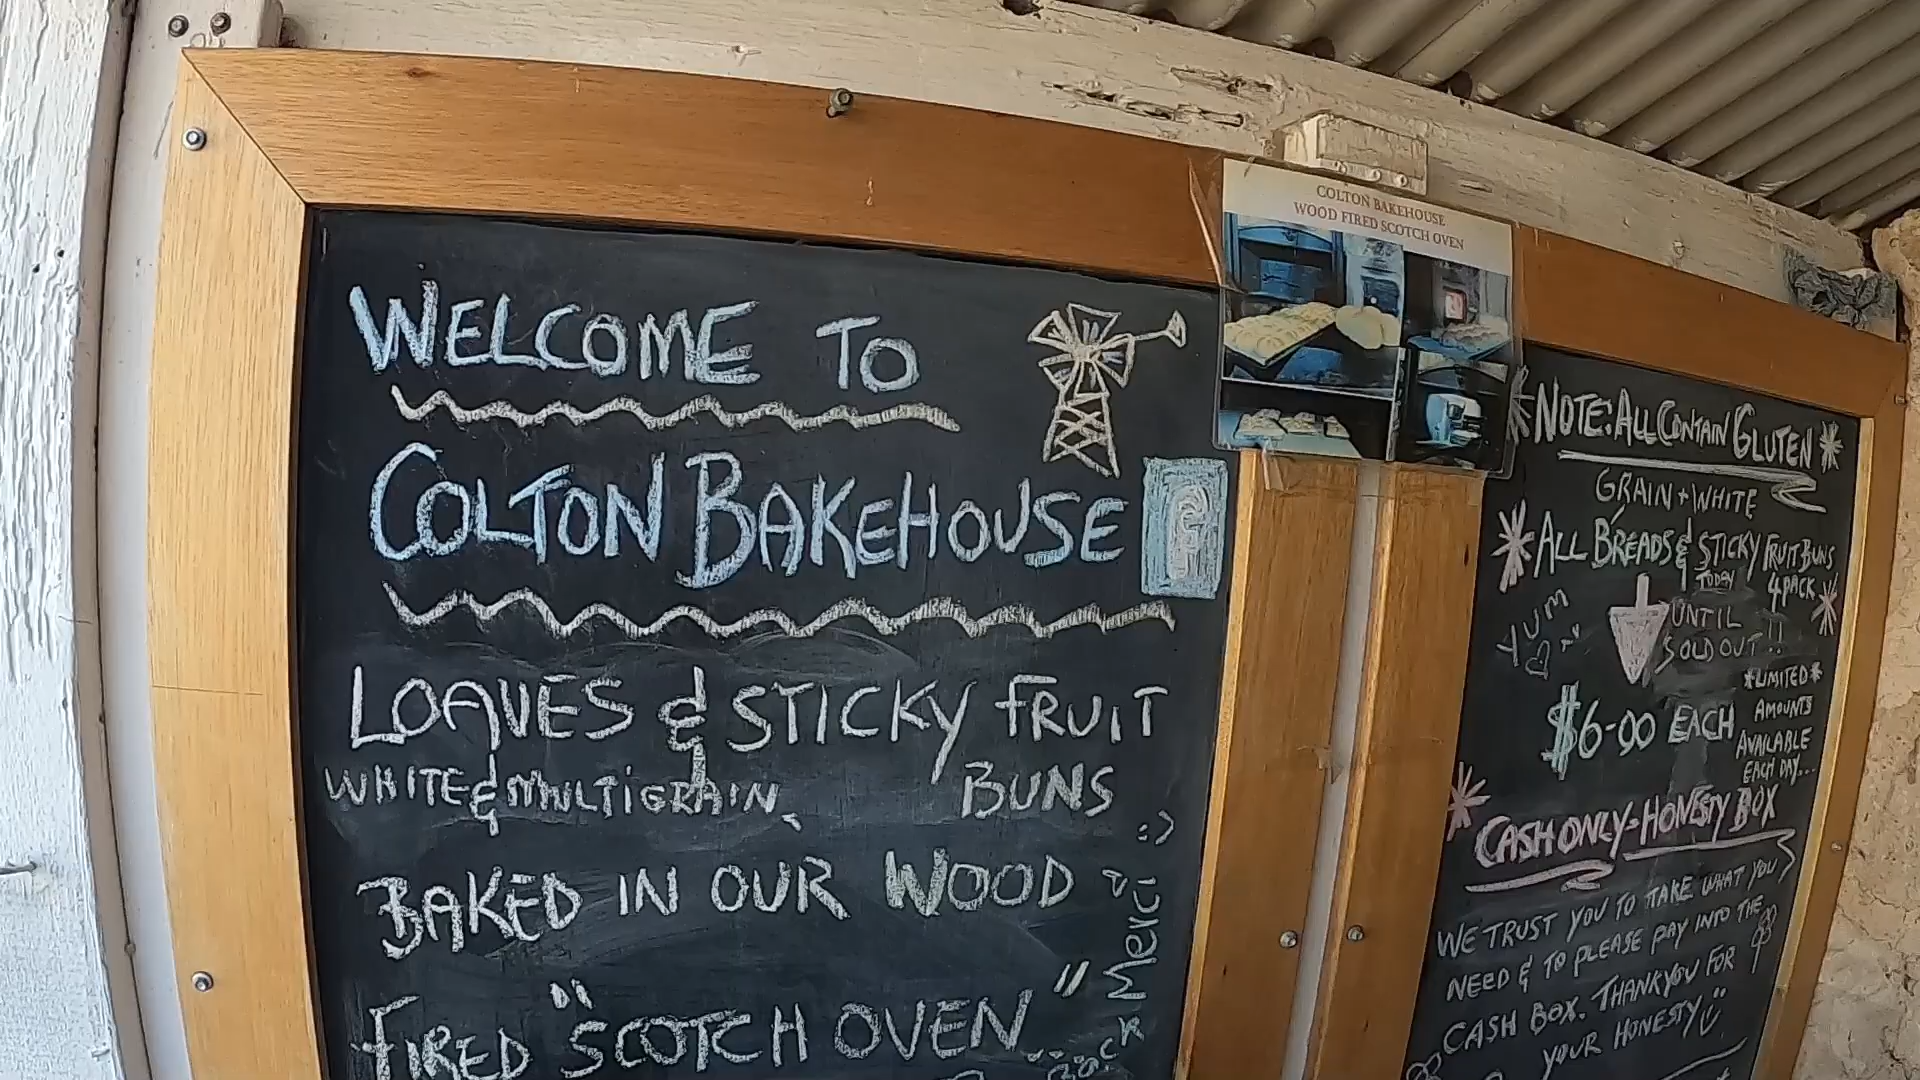 WELCOME TO
COLTON BAKEHOUSE
LOAVES & STICKY FRUIT
WHITE & MULTIGRAIN BUNS
BAKED IN OUR WOOD
FIRED "SCOTCH OVEN"...
Merci :)
COLTON BAKEHOUSE
WOOD FIRED SCOTCH OVEN
NOTE: ALL CONTAIN GLUTEN
GRAIN + WHITE
ALL BREADS & STICKY FRUIT BUNS
TODAY 4 PACK
YUM
UNTIL
SOLD OUT!!
*LIMITED*
AMOUNTS
AVAILABLE
EACH DAY...
$6-00 EACH
CASH ONLY - HONESTY BOX
WE TRUST YOU TO TAKE WHAT YOU
NEED & TO PLEASE PAY INTO THE
CASH BOX. THANKYOU FOR
YOUR HONESTY